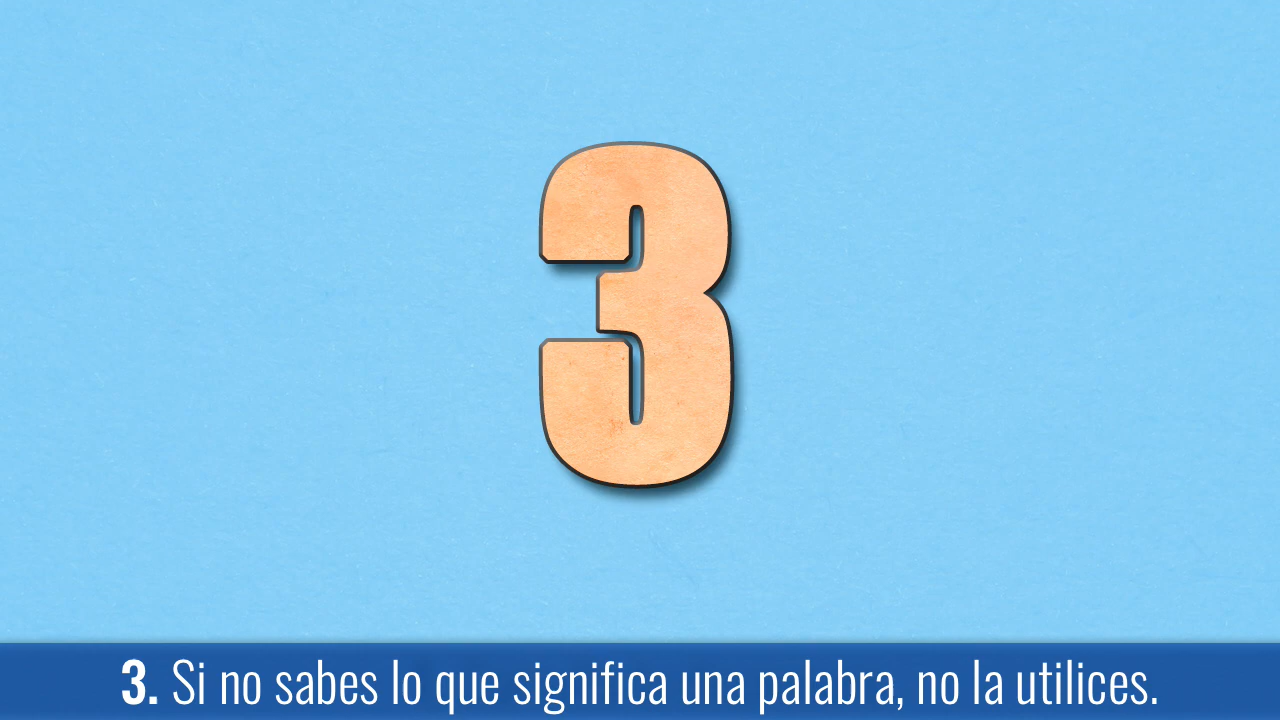 3
3. Si no sabes lo que significa una palabra, no la utilices.